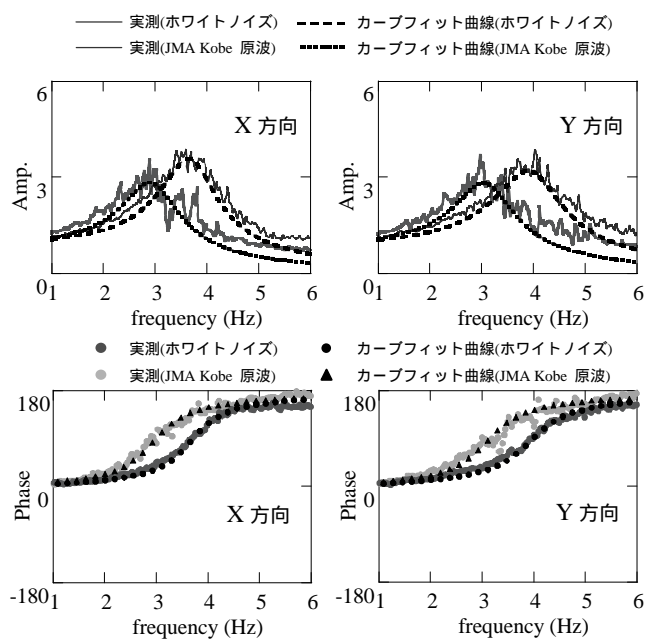 実測(ホワイトノイズ) カーブフィット曲線(ホワイトノイズ)
実測(JMA Kobe 原波) カーブフィット曲線(JMA Kobe 原波)
6 6
X 方向 Y 方向
Amp. Amp.
3 3
0 0
1 2 3 4 5 6 1 2 3 4 5 6
frequency (Hz) frequency (Hz)
実測(ホワイトノイズ) カーブフィット曲線(ホワイトノイズ)
実測(JMA Kobe 原波) カーブフィット曲線(JMA Kobe 原波)
180 180
Phase Phase
0 0
X 方向 Y 方向
-180 -180
1 2 3 4 5 6 1 2 3 4 5 6
frequency (Hz) frequency (Hz)